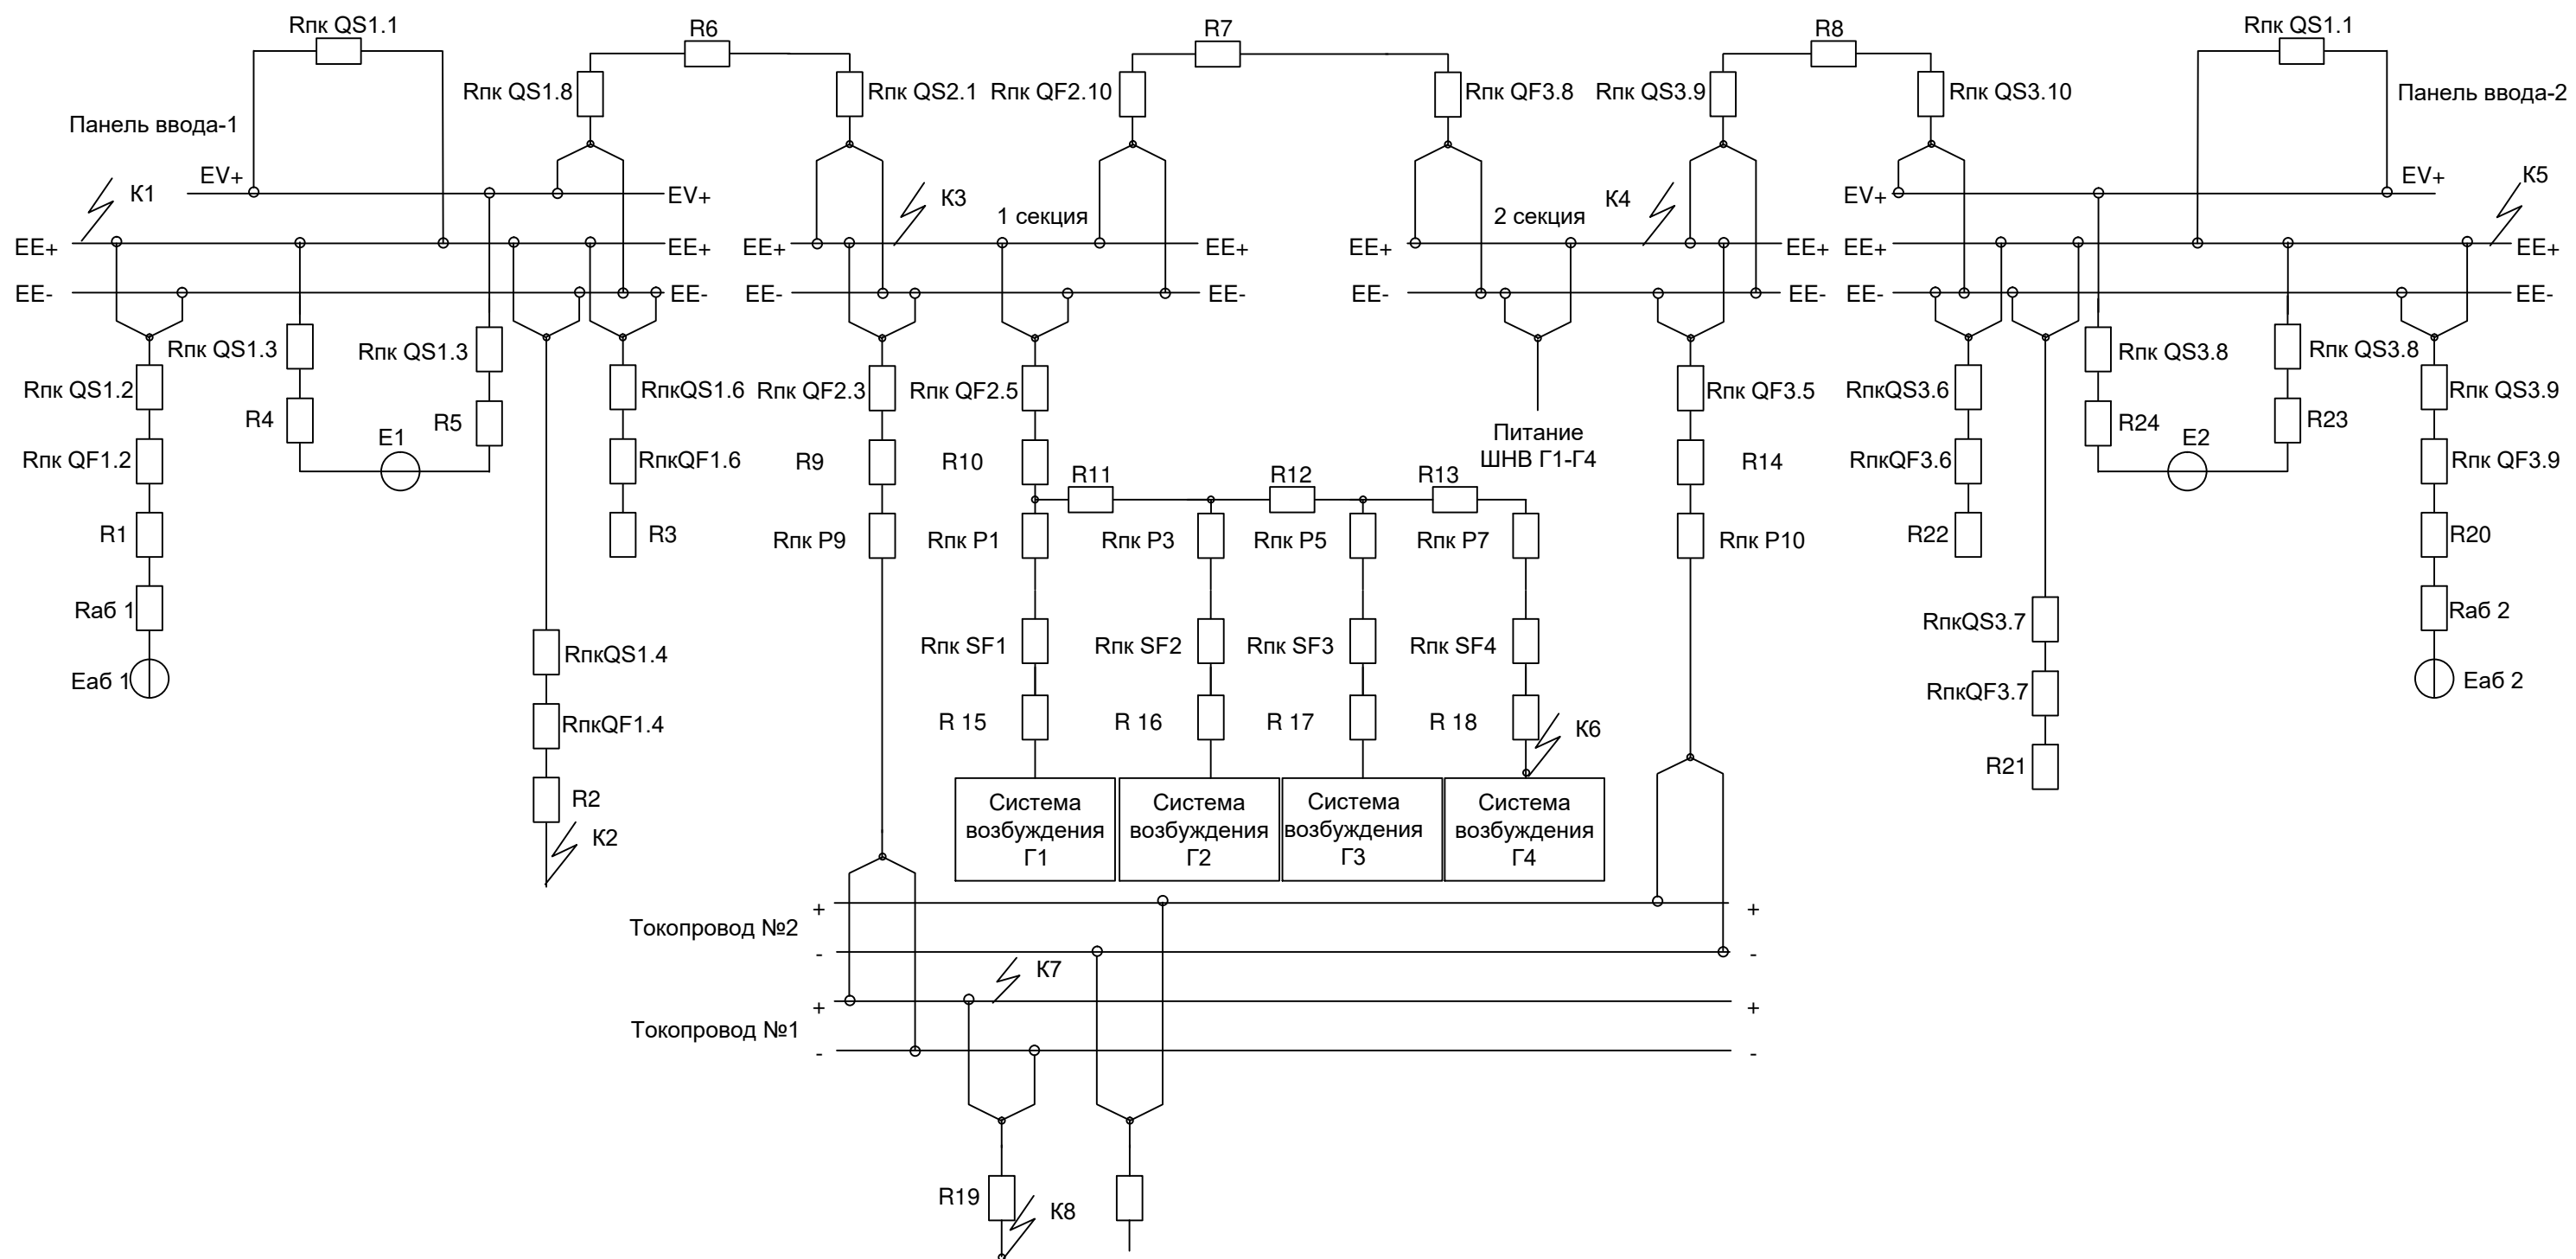 Rпк QS1.1
R6
R7
R8
Rпк QS1.1
Rпк QS1.8
Rпк QS2.1
Rпк QF2.10
Rпк QF3.8
Rпк QS3.9
Rпк QS3.10
Панель ввода-1
Панель ввода-2
EV+
К1
EV+
К3
1 секция
2 секция
К4
EV+
EV+
К5
EE+
EE+
EE+
EE+
EE+
EE+
EE+
EE+
EE-
EE-
EE-
EE-
EE-
EE-
EE-
EE-
Rпк QS1.3
Rпк QS1.3
Rпк QS3.8
Rпк QS3.8
Rпк QS1.2
RпкQS1.6
Rпк QF2.3
Rпк QF2.5
Rпк QF3.5
RпкQS3.6
Rпк QS3.9
R4
R5
E1
R24
E2
R23
Питание
ШНВ Г1-Г4
Rпк QF1.2
RпкQF1.6
R9
R10
R14
RпкQF3.6
Rпк QF3.9
R11
R12
R13
R1
R3
Rпк Р9
Rпк Р1
Rпк Р3
Rпк Р5
Rпк Р7
Rпк Р10
R22
R20
Rаб 1
Rаб 2
RпкQS1.4
Rпк SF1
Rпк SF2
Rпк SF3
Rпк SF4
RпкQS3.7
Eаб 1
Eаб 2
RпкQF1.4
R 15
R 16
R 17
R 18
К6
RпкQF3.7
R2
R21
К2
Система
возбуждения
Г1
Система
возбуждения
Г2
Система
возбуждения
Г3
Система
возбуждения
Г4
+
+
Токопровод №2
-
-
К7
+
+
Токопровод №1
-
-
R19
К8